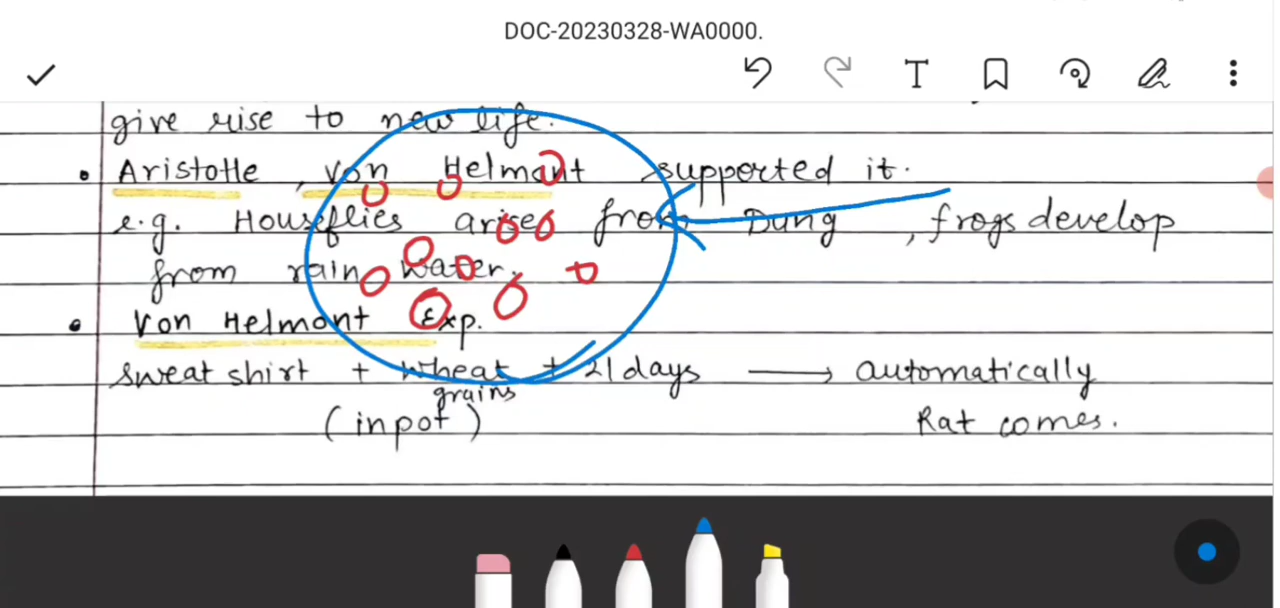 DOC-20230328-WA0000.
T
give rise to new life.
• Aristotle , von Helmont supported it.
e.g. Houseflies arise from Dung , frogs develop
from rain water.
• Von Helmont Exp.
sweat shirt + wheat + 21 days ⟶ automatically
grains
(in pot) Rat comes.